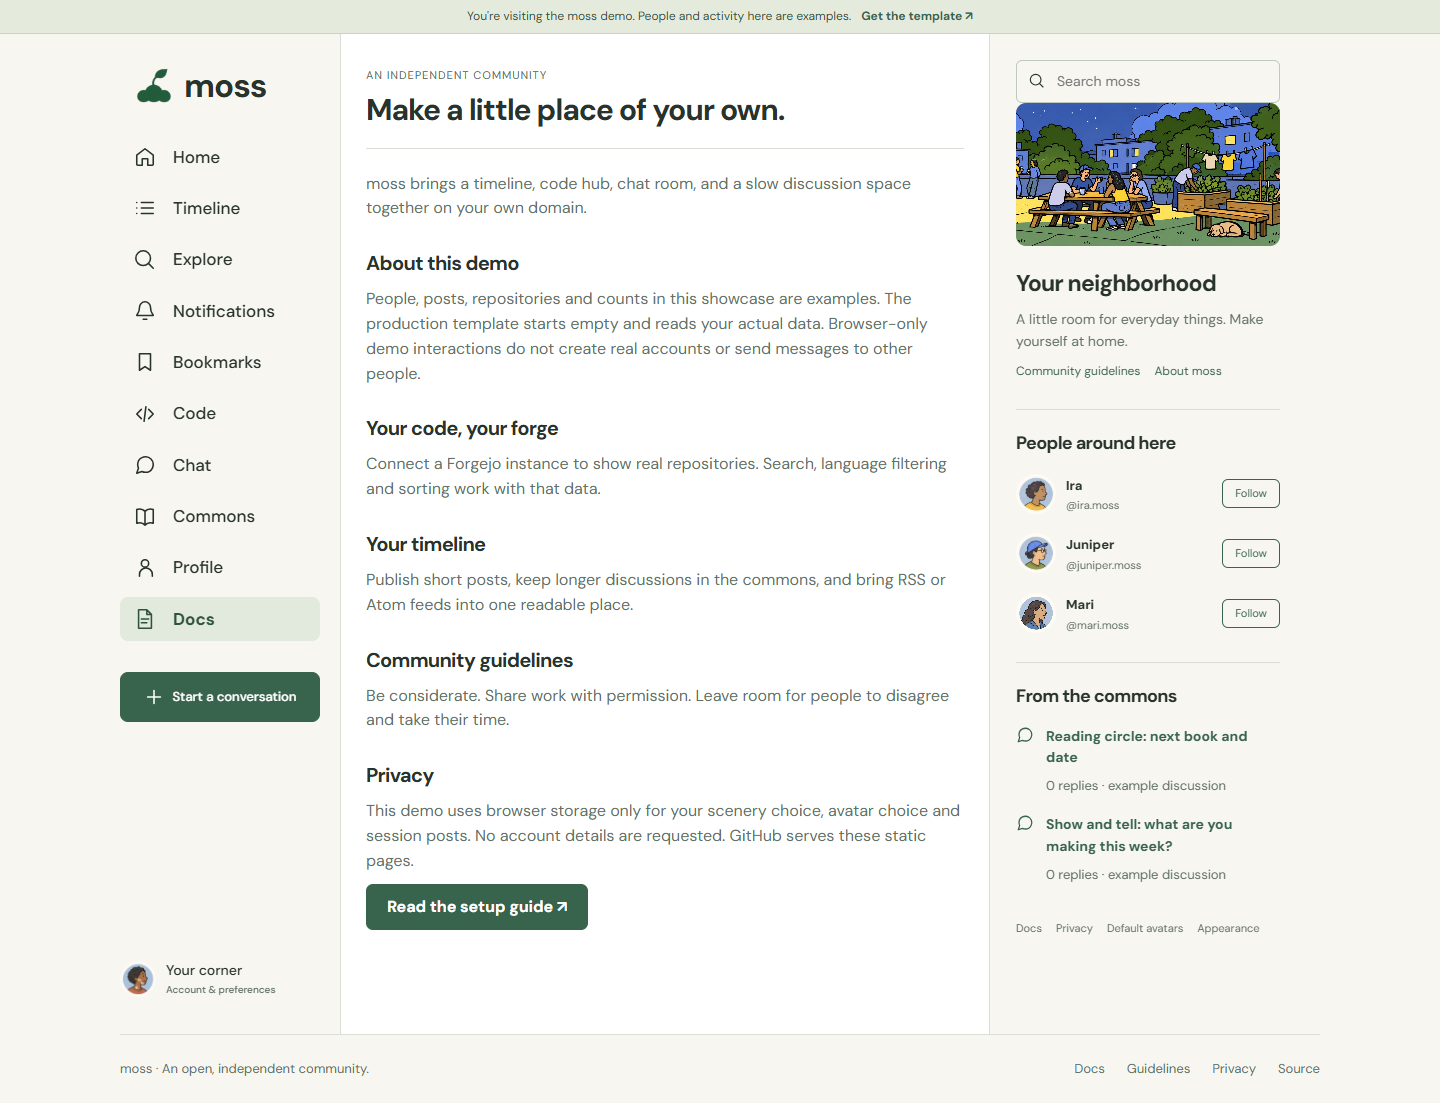 You're visiting the moss demo. People and activity here are examples. Get the template
moss
Home
Timeline
Explore
Notifications
Bookmarks
Code
Chat
Commons
Profile
Docs
Start a conversation
Your corner
Account & preferences
AN INDEPENDENT COMMUNITY
Make a little place of your own.
moss brings a timeline, code hub, chat room, and a slow discussion space
together on your own domain.
About this demo
People, posts, repositories and counts in this showcase are examples. The
production template starts empty and reads your actual data. Browser-only
demo interactions do not create real accounts or send messages to other
people.
Your code, your forge
Connect a Forgejo instance to show real repositories. Search, language filtering
and sorting work with that data.
Your timeline
Publish short posts, keep longer discussions in the commons, and bring RSS or
Atom feeds into one readable place.
Community guidelines
Be considerate. Share work with permission. Leave room for people to disagree
and take their time.
Privacy
This demo uses browser storage only for your scenery choice, avatar choice and
session posts. No account details are requested. GitHub serves these static
pages.
Read the setup guide
Search moss
Your neighborhood
A little room for everyday things. Make
yourself at home.
Community guidelines About moss
People around here
Ira
@ira.moss
Follow
Juniper
@juniper.moss
Follow
Mari
@mari.moss
Follow
From the commons
Reading circle: next book and
date
0 replies · example discussion
Show and tell: what are you
making this week?
0 replies · example discussion
Docs Privacy Default avatars Appearance
moss · An open, independent community.
Docs Guidelines Privacy Source